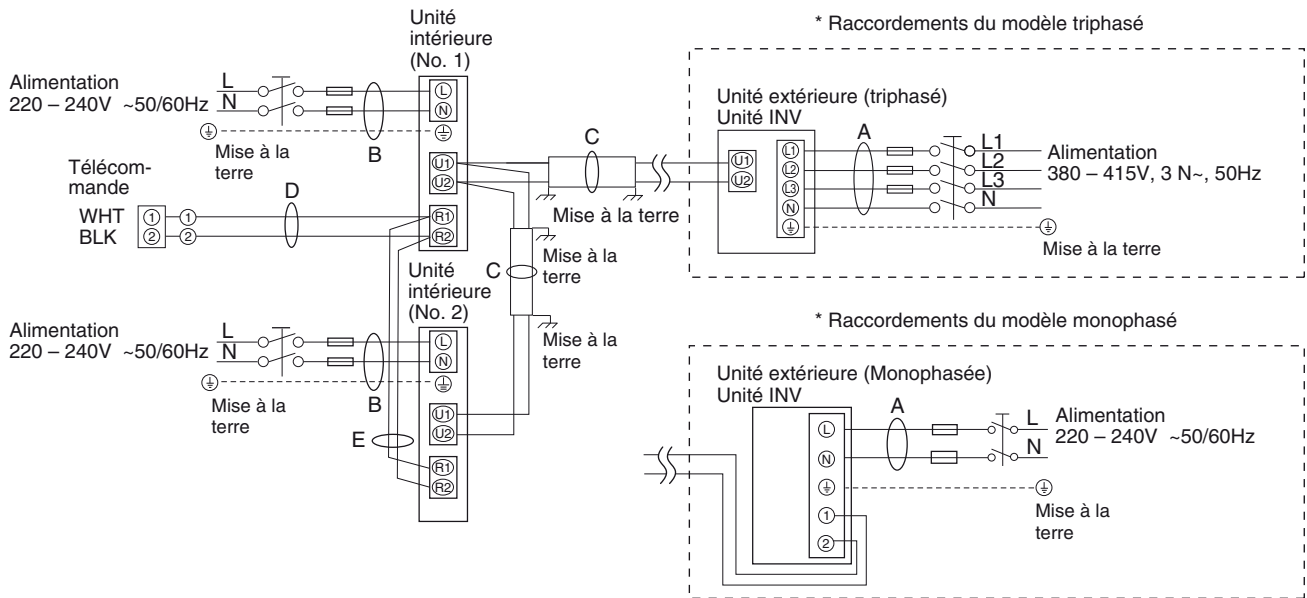 Unité
intérieure
(No. 1)
Alimentation
220 – 240V ~50/60Hz
L
N
L
N
B
Mise à la
terre
U1
U2
Télécom-
mande
D
WHT
BLK
1
2
1
2
R1
R2
C
Mise à la terre
C
Mise à la
terre
Mise à la
terre
Unité
intérieure
(No. 2)
Alimentation
220 – 240V ~50/60Hz
L
N
L
N
B
Mise à la
terre
U1
U2
E
R1
R2
* Raccordements du modèle triphasé
Unité extérieure (triphasé)
Unité INV
A
U1
U2
L1
L2
L3
N
L1
L2
L3
N
Alimentation
380 – 415V, 3 N~, 50Hz
Mise à la terre
* Raccordements du modèle monophasé
Unité extérieure (Monophasée)
Unité INV
A
L
N
1
2
L
N
Alimentation
220 – 240V ~50/60Hz
Mise à la
terre